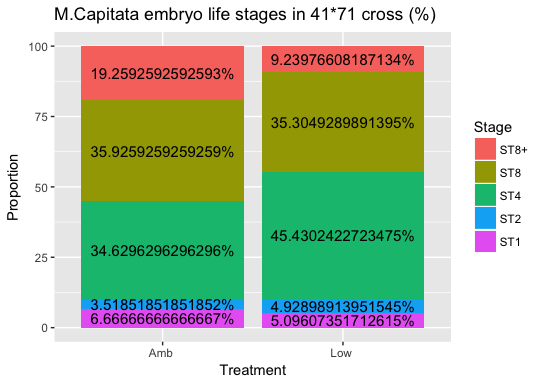 M.Capitata embryo life stages in 41*71 cross (%)
100
75
50
25
0
Proportion
19.2592592592593%
35.9259259259259%
34.6296296296296%
3.51851851851852%
6.66666666666667%
9.23976608187134%
35.3049289891395%
45.4302422723475%
4.92898913951545%
5.09607351712615%
Amb
Low
Treatment
Stage
ST8+
ST8
ST4
ST2
ST1